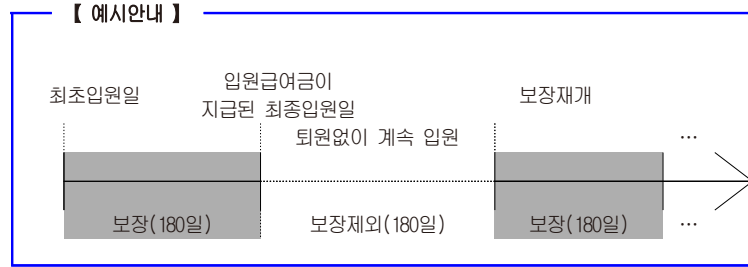 【 예시안내 】
최초입원일
입원급여금이
지급된 최종입원일
보장재개
퇴원없이 계속 입원
…
보장(180일)
보장제외(180일)
보장(180일)
…